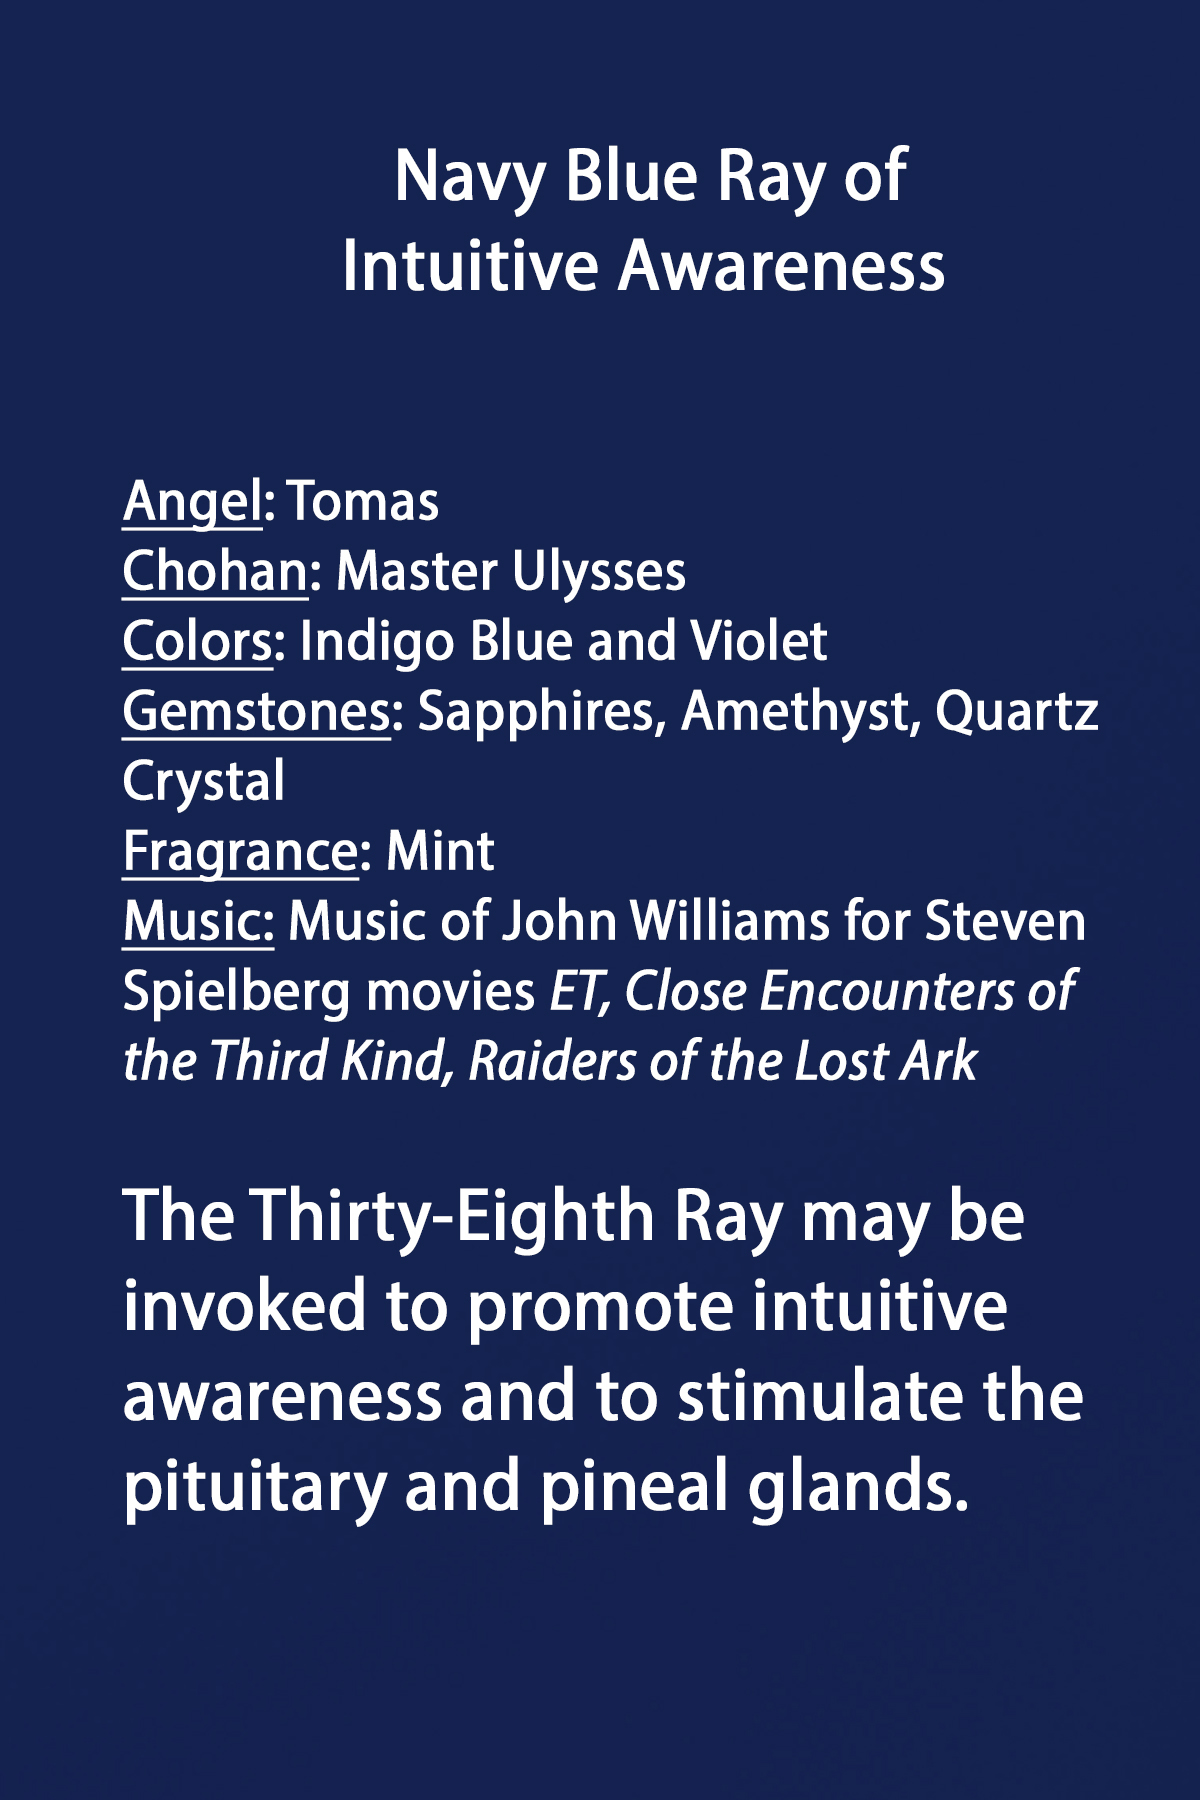 Navy Blue Ray of
Intuitive Awareness
Angel: Tomas
Chohan: Master Ulysses
Colors: Indigo Blue and Violet
Gemstones: Sapphires, Amethyst, Quartz
Crystal
Fragrance: Mint
Music: Music of John Williams for Steven
Spielberg movies ET, Close Encounters of
the Third Kind, Raiders of the Lost Ark
The Thirty-Eighth Ray may be
invoked to promote intuitive
awareness and to stimulate the
pituitary and pineal glands.